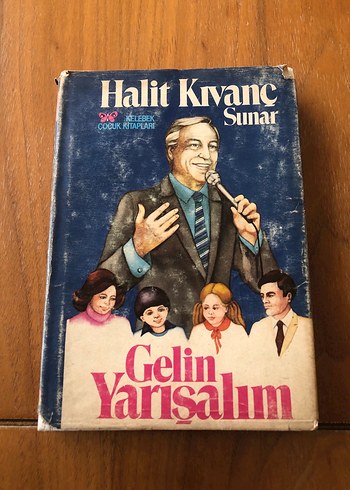 Halit Kıvanç
Sunar
KELEBEK
ÇOCUK KİTAPLARI
Gelin
Yarışalım